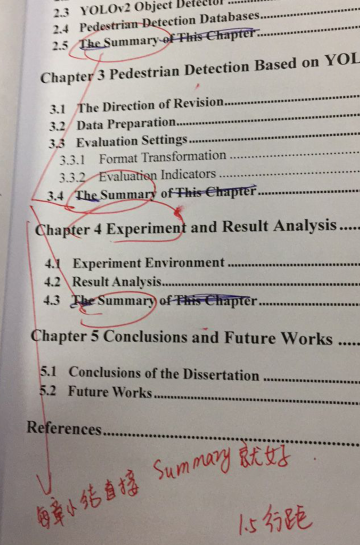 2.3 YOLOv2 Object Detector
2.4 Pedestrian Detection Databases
2.5 The Summary of This Chapter
Chapter 3 Pedestrian Detection Based on YOL
3.1 The Direction of Revision
3.2 Data Preparation
3.3 Evaluation Settings
3.3.1 Format Transformation
3.3.2 Evaluation Indicators
3.4 The Summary of This Chapter
Chapter 4 Experiment and Result Analysis
4.1 Experiment Environment
4.2 Result Analysis
4.3 The Summary of This Chapter
Chapter 5 Conclusions and Future Works
5.1 Conclusions of the Dissertation
5.2 Future Works
References
每章小结直接 Summary 就好
1.5行距